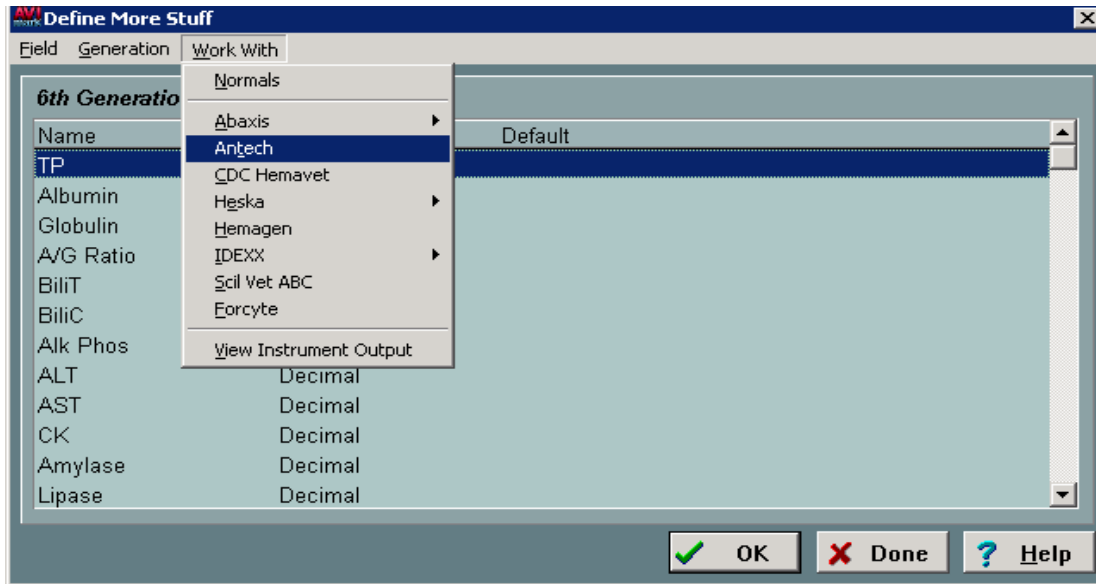 AVImark Define More Stuff
Field Generation Work With
Normals
6th Generatio
Abaxis
Name Default
Antech
TP
CDC Hemavet
Albumin
Heska
Globulin
Hemagen
A/G Ratio
IDEXX
BiliT
Scil Vet ABC
BiliC
Forcyte
Alk Phos
View Instrument Output
ALT Decimal
AST Decimal
CK Decimal
Amylase Decimal
Lipase Decimal
OK Done Help